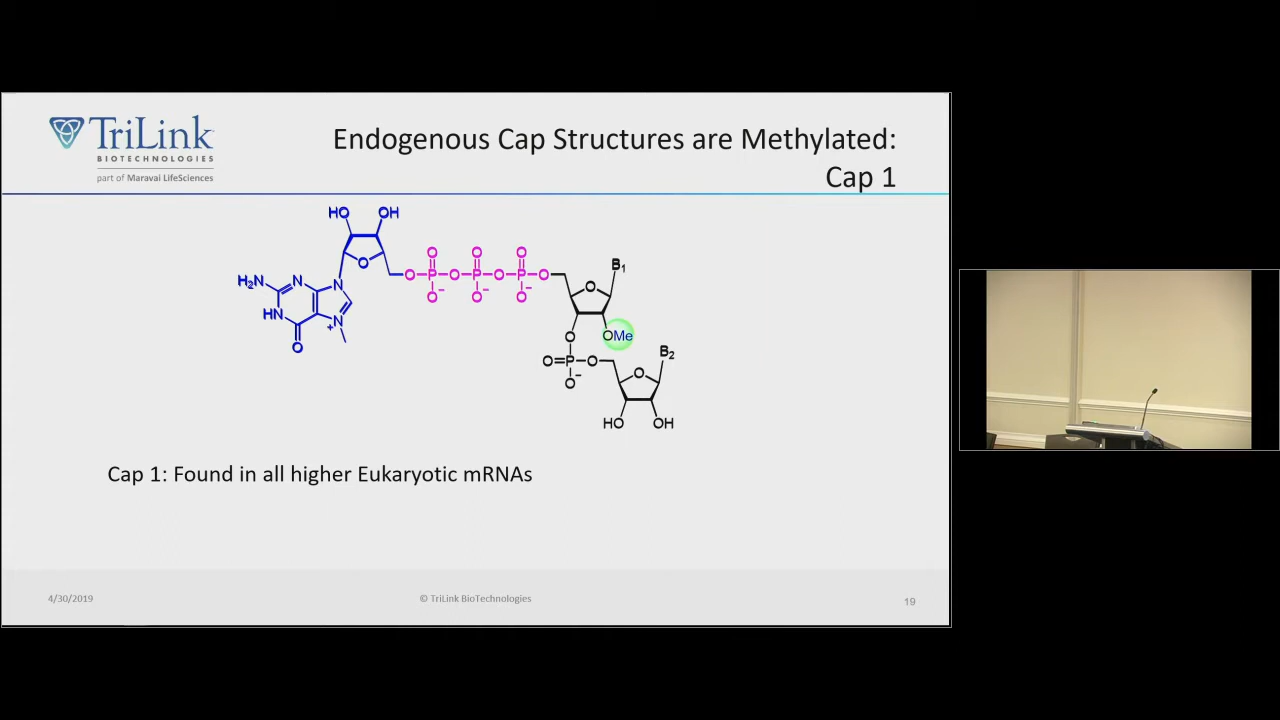 TriLink
BIOTECHNOLOGIES
part of Maravai LifeSciences
Endogenous Cap Structures are Methylated:
Cap 1
HO OH
O
H₂N N N
HN N
+
O
O P O P O P O
O O O
O⁻ O⁻ O⁻
B₁
O
O OMe
O=P O
O⁻
B₂
O
HO OH
Cap 1: Found in all higher Eukaryotic mRNAs
4/30/2019
© TriLink BioTechnologies
19